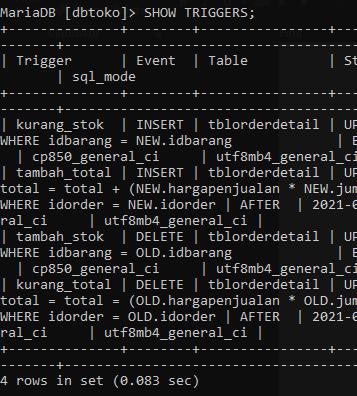 MariaDB [dbtoko]> SHOW TRIGGERS;
+--------------+--------+----------------+---
-------+-------------------------------------
| Trigger      | Event  | Table          | St
       | sql_mode
+--------------+--------+----------------+---
-------+-------------------------------------
| kurang_stok  | INSERT | tblorderdetail | UP
WHERE idbarang = NEW.idbarang             | B
 | cp850_general_ci     | utf8mb4_general_ci
| tambah_total | INSERT | tblorderdetail | UP
total = total + (NEW.hargapenjualan * NEW.jum
WHERE idorder = NEW.idorder | AFTER  | 2021-0
ral_ci     | utf8mb4_general_ci |
| tambah_stok  | DELETE | tblorderdetail | UP
WHERE idbarang = OLD.idbarang             | B
 | cp850_general_ci     | utf8mb4_general_ci
| kurang_total | DELETE | tblorderdetail | UP
total = total = (OLD.hargapenjualan * OLD.jum
WHERE idorder = OLD.idorder | AFTER  | 2021-0
ral_ci     | utf8mb4_general_ci |
+--------------+--------+----------------+---
-------+-------------------------------------
4 rows in set (0.083 sec)